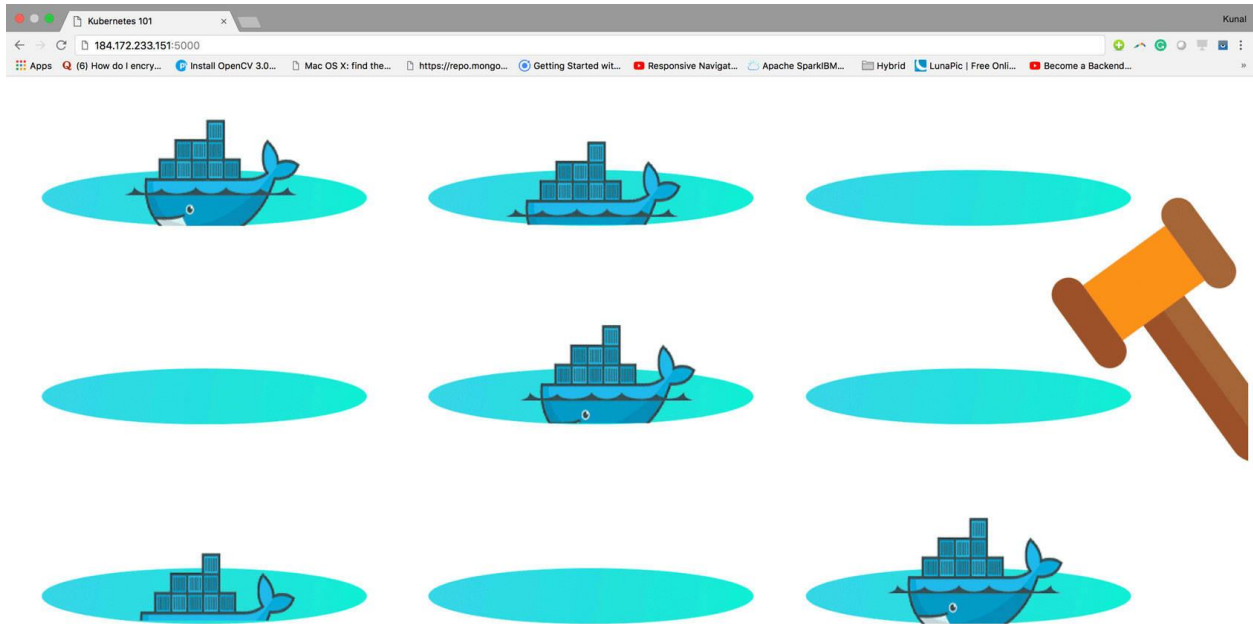 Kubernetes 101
Kunal
184.172.233.151:5000
Apps (6) How do I encry... Install OpenCV 3.0... Mac OS X: find the... https://repo.mongo... Getting Started wit... Responsive Navigat... Apache SparkIBM... Hybrid LunaPic | Free Onli... Become a Backend...